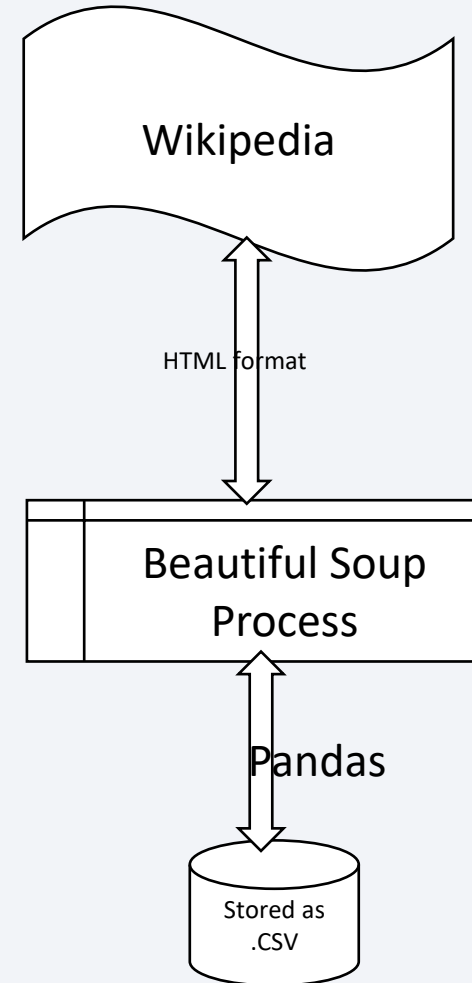 Wikipedia
HTML format
Beautiful Soup
Process
Pandas
Stored as
.CSV